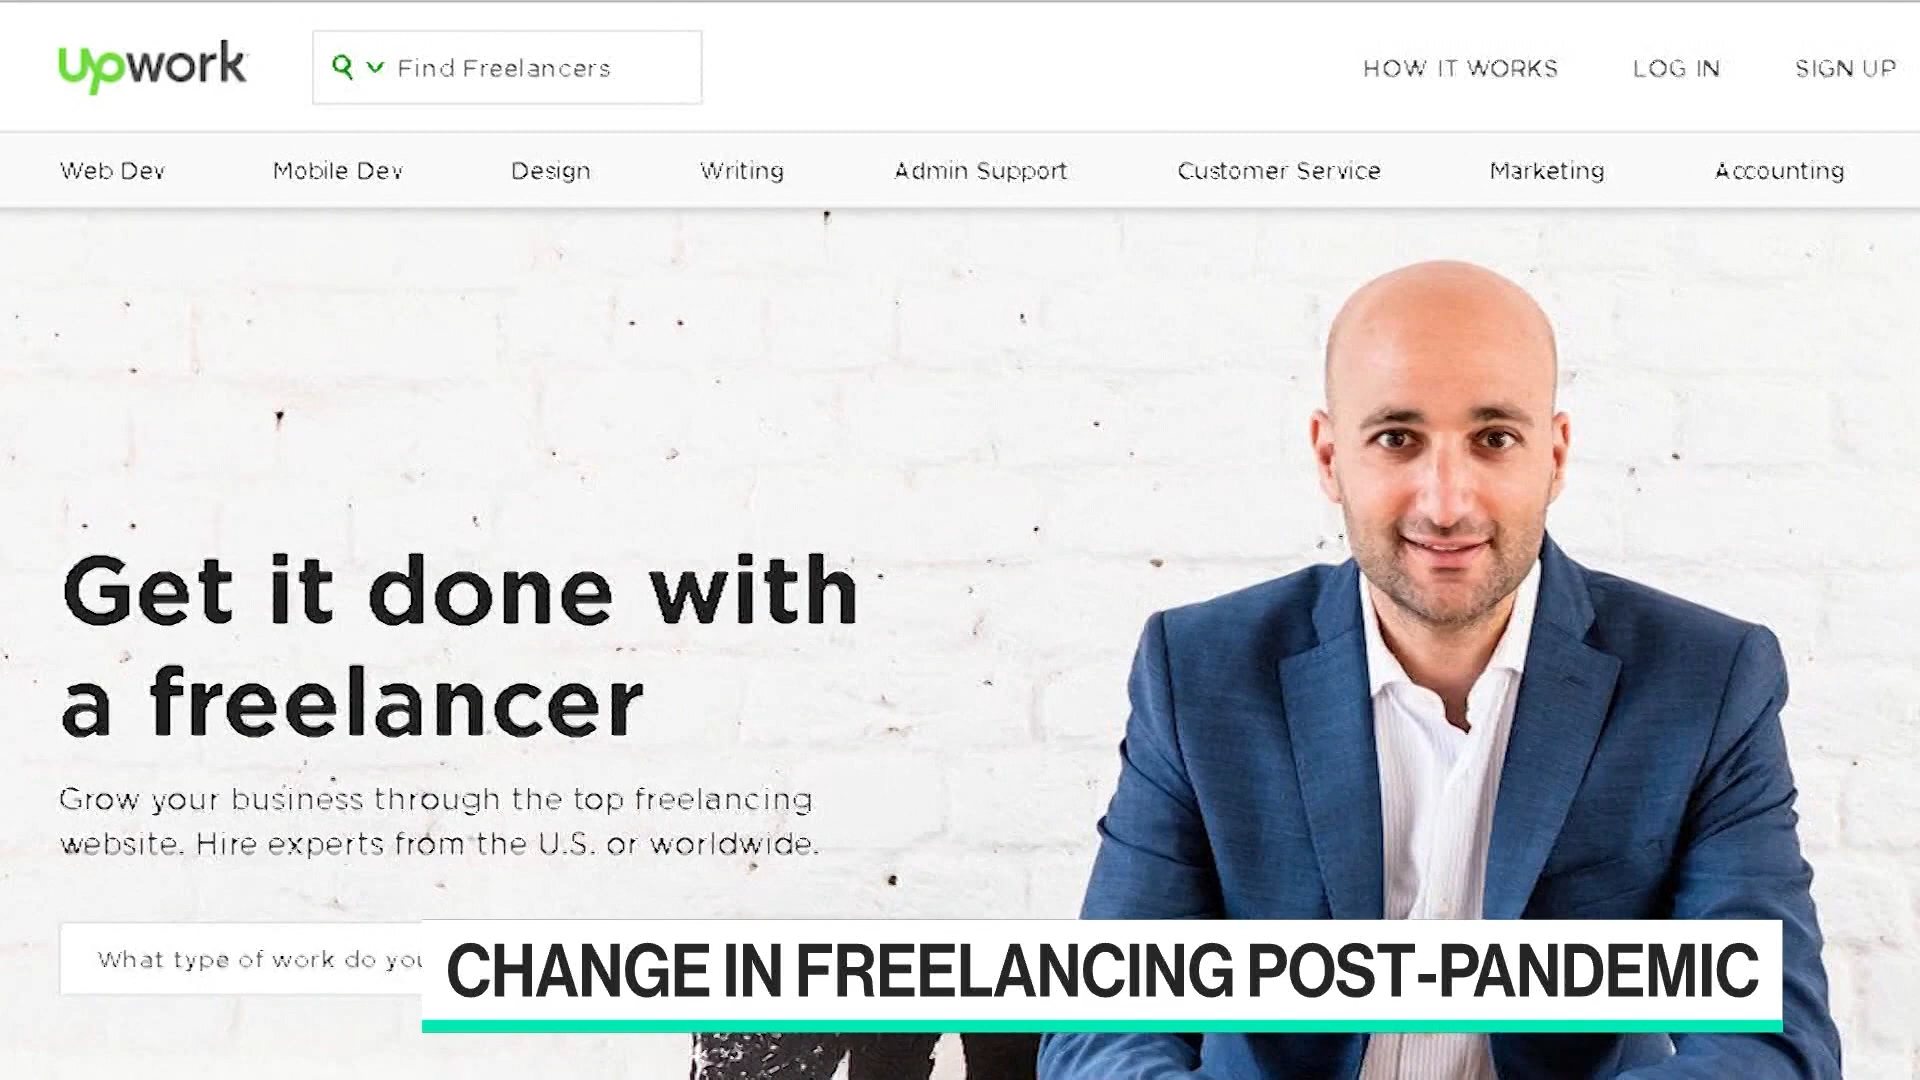 Upwork
Find Freelancers
HOW IT WORKS
LOG IN
SIGN UP
Web Dev
Mobile Dev
Design
Writing
Admin Support
Customer Service
Marketing
Accounting
Get it done with
a freelancer
Grow your business through the top freelancing
website. Hire experts from the U.S. or worldwide.
What type of work do you
CHANGE IN FREELANCING POST-PANDEMIC